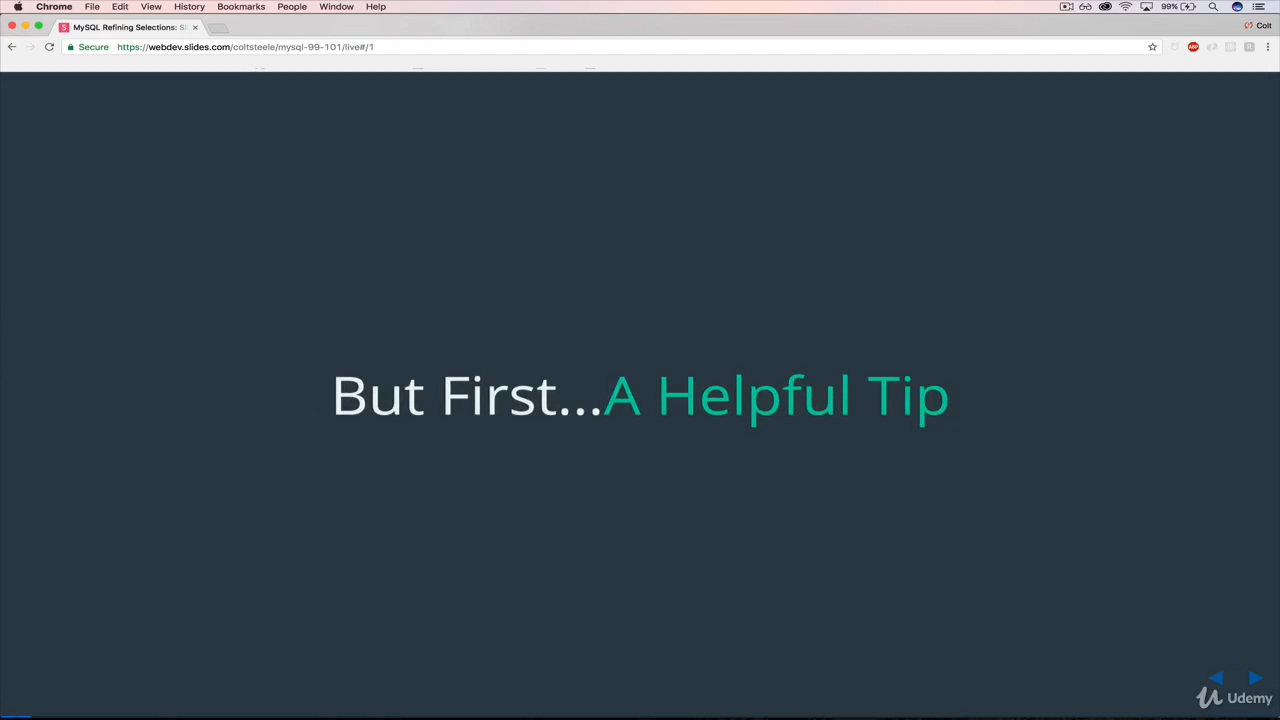 Chrome File Edit View History Bookmarks People Window Help 99%
MySQL Refining Selections: Sl Colt
Secure https://webdev.slides.com/coltsteele/mysql-99-101/live#/1 ABP
But First...A Helpful Tip
Udemy